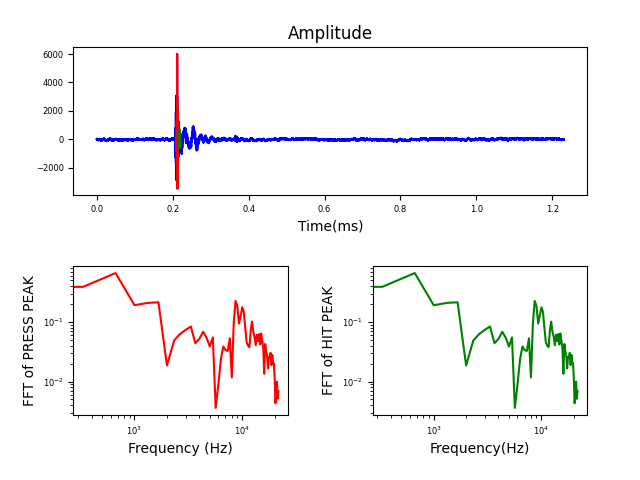 Amplitude
6000
4000
2000
0
−2000
0.0 0.2 0.4 0.6 0.8 1.0 1.2
Time(ms)
FFT of PRESS PEAK
10⁻¹
10⁻²
10³ 10⁴
Frequency (Hz)
FFT of HIT PEAK
10⁻¹
10⁻²
10³ 10⁴
Frequency(Hz)